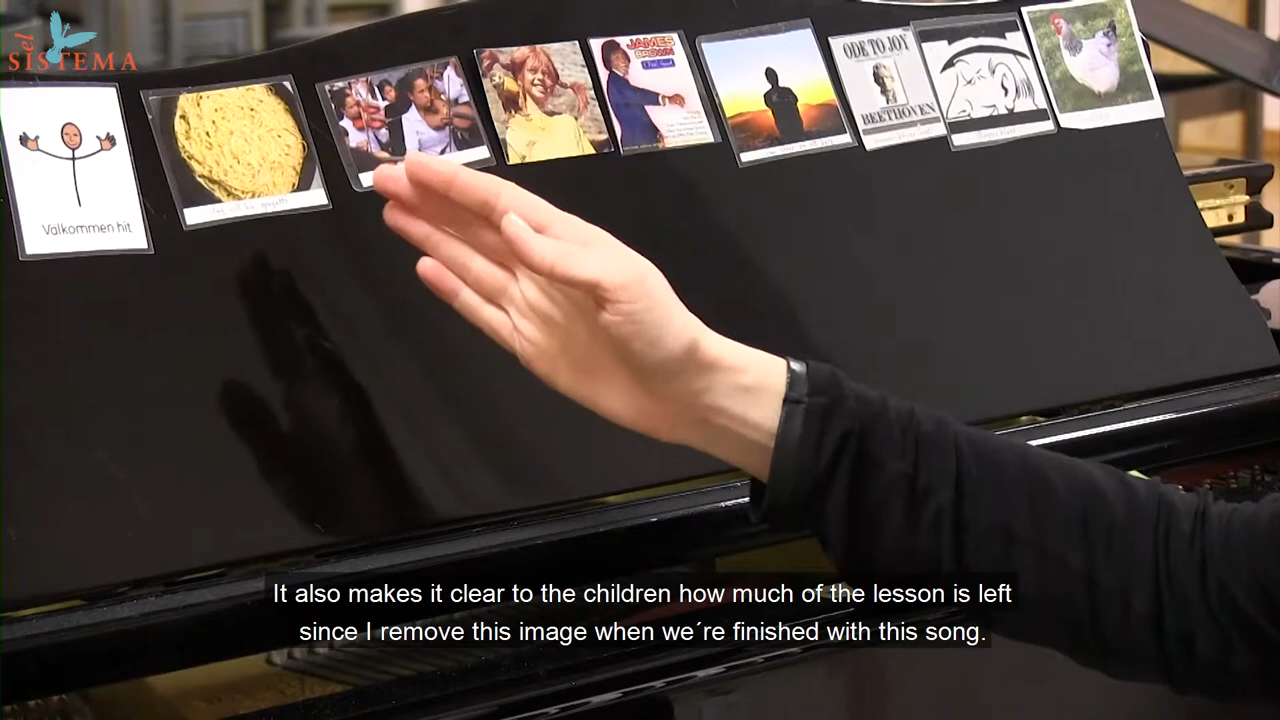 el
SISTEMA
Välkommen hit
JAMES
BROWN
I Feel Good
ODE TO JOY
BEETHOVEN
It also makes it clear to the children how much of the lesson is left
since I remove this image when we´re finished with this song.